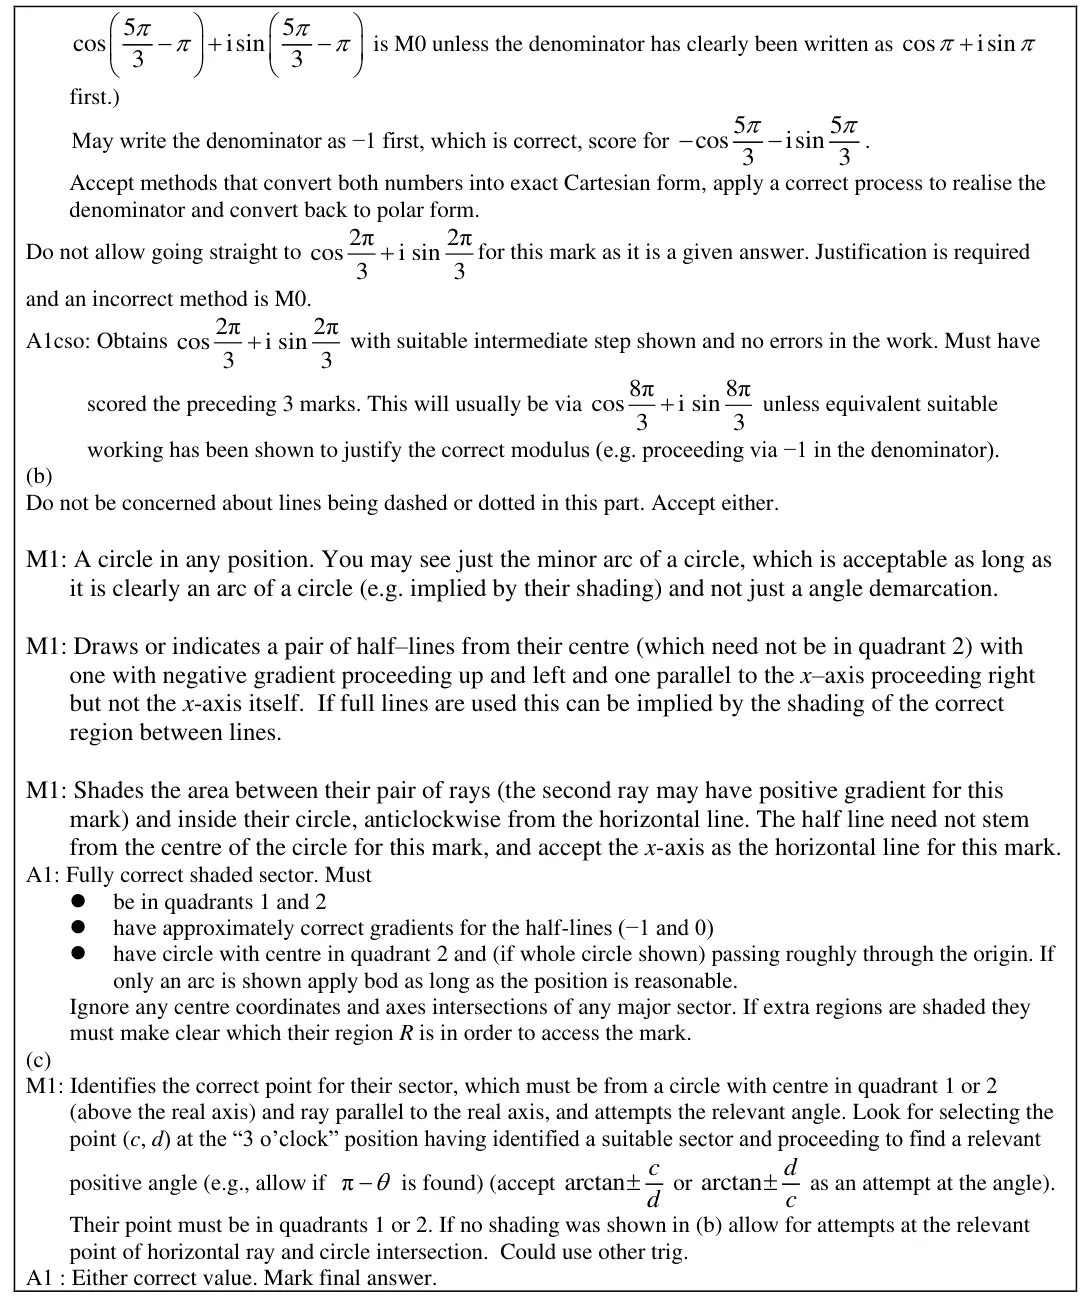 cos(5π/3 − π) + i sin(5π/3 − π) is M0 unless the denominator has clearly been written as cos π + i sin π
first.)
May write the denominator as −1 first, which is correct, score for −cos 5π/3 − i sin 5π/3 .
Accept methods that convert both numbers into exact Cartesian form, apply a correct process to realise the
denominator and convert back to polar form.
Do not allow going straight to cos 2π/3 + i sin 2π/3 for this mark as it is a given answer. Justification is required
and an incorrect method is M0.
A1cso: Obtains cos 2π/3 + i sin 2π/3 with suitable intermediate step shown and no errors in the work. Must have
scored the preceding 3 marks. This will usually be via cos 8π/3 + i sin 8π/3 unless equivalent suitable
working has been shown to justify the correct modulus (e.g. proceeding via −1 in the denominator).
(b)
Do not be concerned about lines being dashed or dotted in this part. Accept either.
M1: A circle in any position. You may see just the minor arc of a circle, which is acceptable as long as
it is clearly an arc of a circle (e.g. implied by their shading) and not just a angle demarcation.
M1: Draws or indicates a pair of half–lines from their centre (which need not be in quadrant 2) with
one with negative gradient proceeding up and left and one parallel to the x–axis proceeding right
but not the x-axis itself. If full lines are used this can be implied by the shading of the correct
region between lines.
M1: Shades the area between their pair of rays (the second ray may have positive gradient for this
mark) and inside their circle, anticlockwise from the horizontal line. The half line need not stem
from the centre of the circle for this mark, and accept the x-axis as the horizontal line for this mark.
A1: Fully correct shaded sector. Must
● be in quadrants 1 and 2
● have approximately correct gradients for the half-lines (−1 and 0)
● have circle with centre in quadrant 2 and (if whole circle shown) passing roughly through the origin. If
only an arc is shown apply bod as long as the position is reasonable.
Ignore any centre coordinates and axes intersections of any major sector. If extra regions are shaded they
must make clear which their region R is in order to access the mark.
(c)
M1: Identifies the correct point for their sector, which must be from a circle with centre in quadrant 1 or 2
(above the real axis) and ray parallel to the real axis, and attempts the relevant angle. Look for selecting the
point (c, d) at the “3 o’clock” position having identified a suitable sector and proceeding to find a relevant
positive angle (e.g., allow if π − θ is found) (accept arctan± c/d or arctan± d/c as an attempt at the angle).
Their point must be in quadrants 1 or 2. If no shading was shown in (b) allow for attempts at the relevant
point of horizontal ray and circle intersection. Could use other trig.
A1 : Either correct value. Mark final answer.